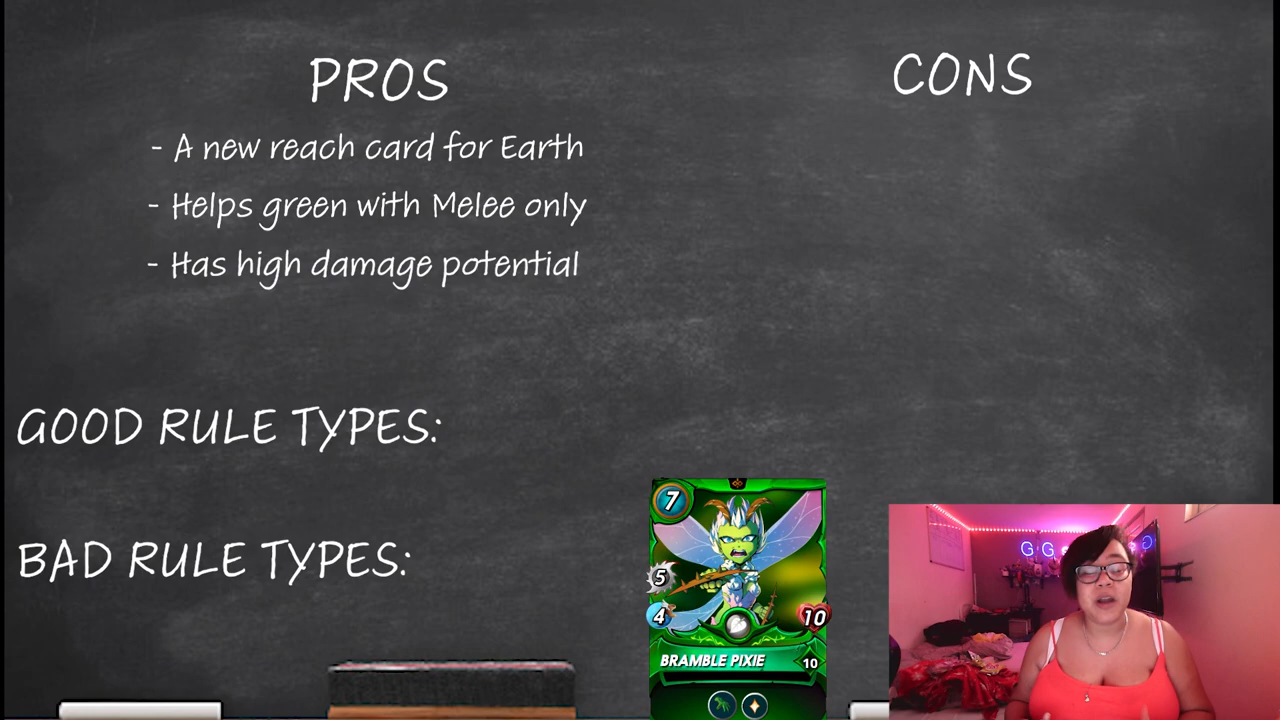 PROS
CONS
- A new reach card for Earth
- Helps green with Melee only
- Has high damage potential
GOOD RULE TYPES:
BAD RULE TYPES:
7
5
4
10
BRAMBLE PIXIE
10